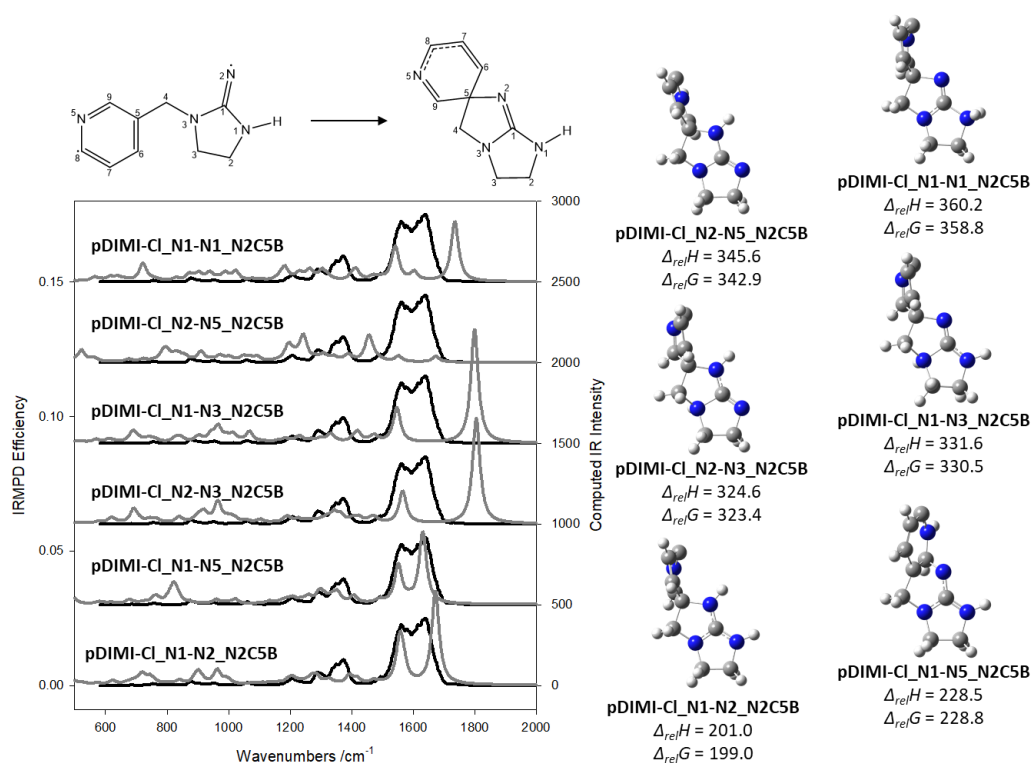 N·
2
9
4
5
N
5
1
3
N
1
N
H
8
6
7
3
2
7
8
5 N
6
9
5
N 2
4
1
N 3
H
N 1
3
2
IRMPD Efficiency
0.15
0.10
0.05
0.00
pDIMI-Cl_N1-N1_N2C5B
pDIMI-Cl_N2-N5_N2C5B
pDIMI-Cl_N1-N3_N2C5B
pDIMI-Cl_N2-N3_N2C5B
pDIMI-Cl_N1-N5_N2C5B
pDIMI-Cl_N1-N2_N2C5B
3000
2500
2000
1500
1000
500
0
Computed IR Intensity
600 800 1000 1200 1400 1600 1800 2000
Wavenumbers /cm⁻¹
pDIMI-Cl_N2-N5_N2C5B
ΔrelH = 345.6
ΔrelG = 342.9
pDIMI-Cl_N2-N3_N2C5B
ΔrelH = 324.6
ΔrelG = 323.4
pDIMI-Cl_N1-N2_N2C5B
ΔrelH = 201.0
ΔrelG = 199.0
pDIMI-Cl_N1-N1_N2C5B
ΔrelH = 360.2
ΔrelG = 358.8
pDIMI-Cl_N1-N3_N2C5B
ΔrelH = 331.6
ΔrelG = 330.5
pDIMI-Cl_N1-N5_N2C5B
ΔrelH = 228.5
ΔrelG = 228.8